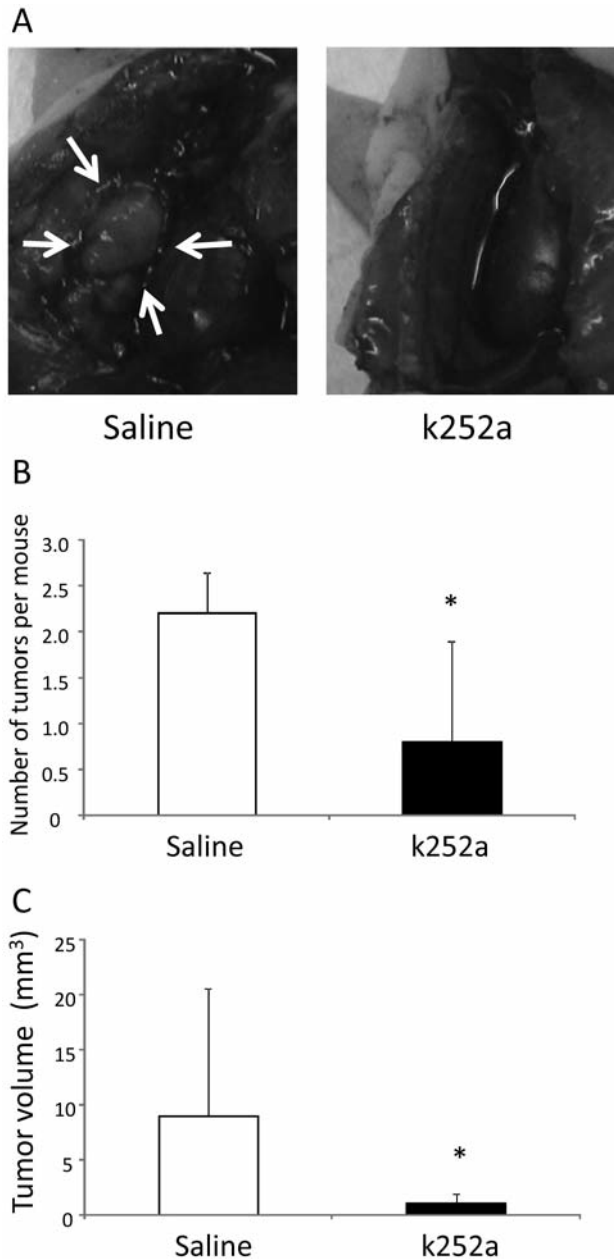 A
Saline
k252a
B
Number of tumors per mouse
3.0
2.5
2.0
1.5
1.0
0.5
0
*
Saline
k252a
C
Tumor volume (mm³)
25
20
15
10
5
0
*
Saline
k252a